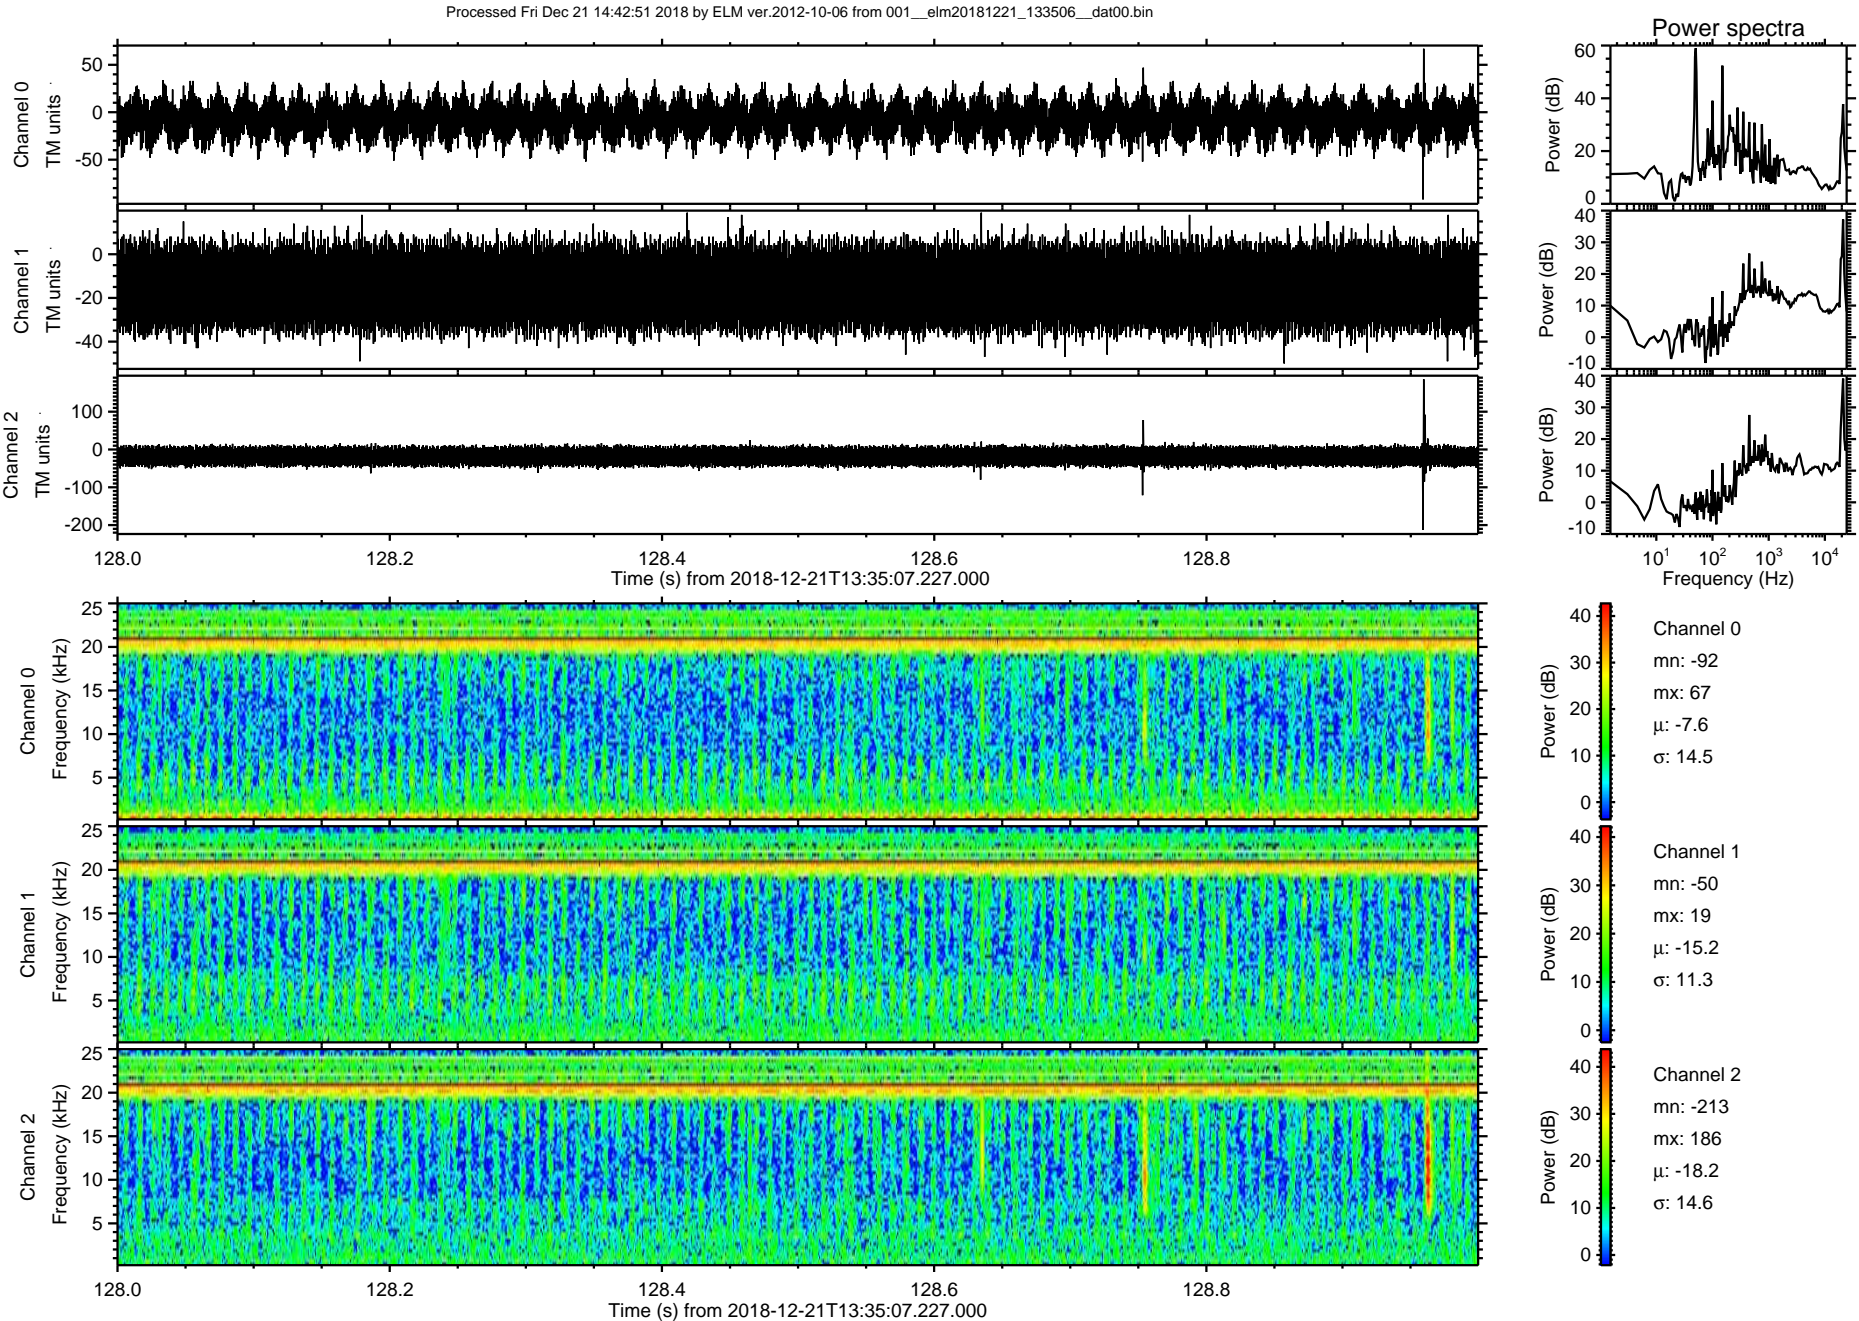 Processed Fri Dec 21 14:42:51 2018 by ELM ver.2012-10-06 from 001__elm20181221_133506__dat00.bin
Power spectra
Channel 0
TM units
50
0
-50
Power (dB)
60
40
20
0
Channel 1
TM units
0
-20
-40
Power (dB)
40
30
20
10
0
-10
Channel 2
TM units
100
0
-100
-200
Power (dB)
40
30
20
10
0
-10
128.0
128.2
128.4
128.6
128.8
Time (s) from 2018-12-21T13:35:07.227.000
10^1
10^2
10^3
10^4
Frequency (Hz)
Channel 0
Frequency (kHz)
25
20
15
10
5
Power (dB)
40
30
20
10
0
Channel 0
mn: -92
mx: 67
μ: -7.6
σ: 14.5
Channel 1
Frequency (kHz)
25
20
15
10
5
Power (dB)
40
30
20
10
0
Channel 1
mn: -50
mx: 19
μ: -15.2
σ: 11.3
Channel 2
Frequency (kHz)
25
20
15
10
5
Power (dB)
40
30
20
10
0
Channel 2
mn: -213
mx: 186
μ: -18.2
σ: 14.6
128.0
128.2
128.4
128.6
128.8
Time (s) from 2018-12-21T13:35:07.227.000